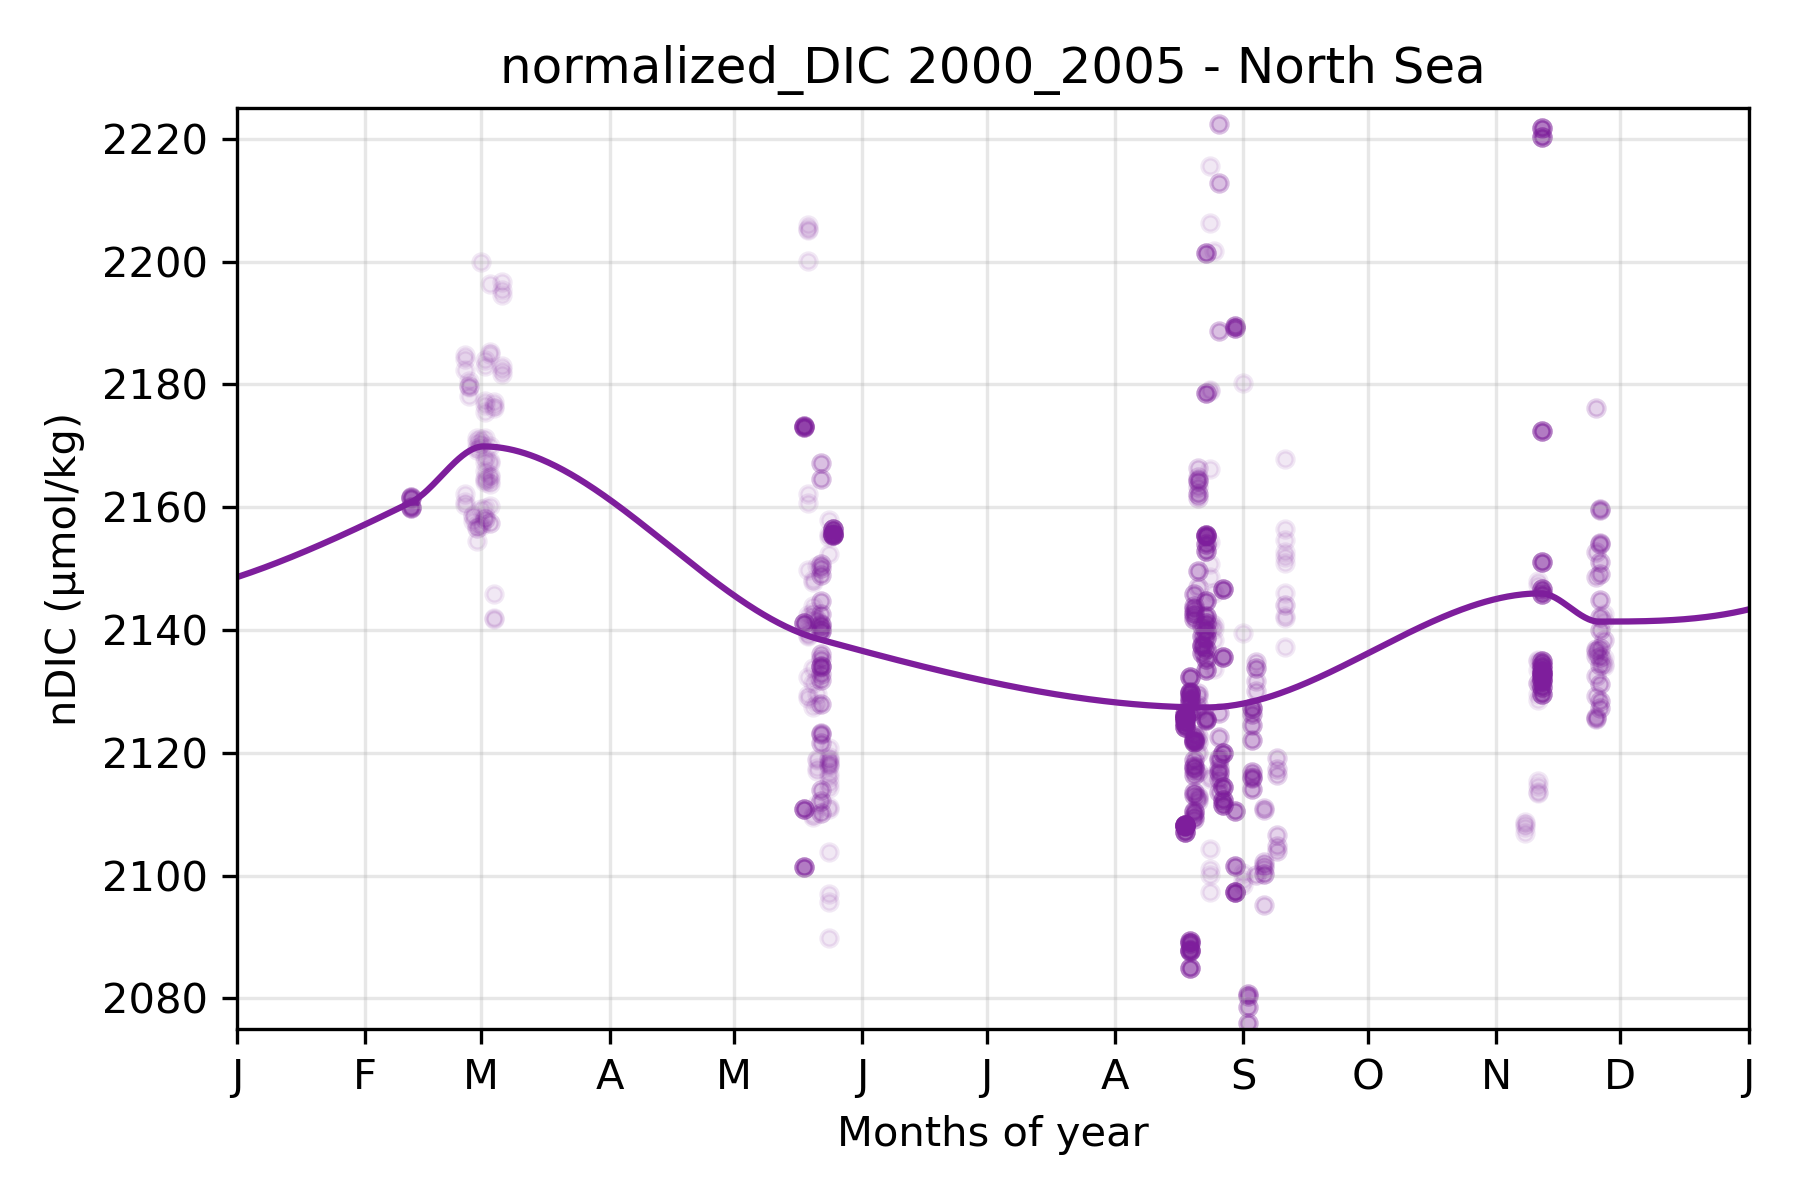 normalized_DIC 2000_2005 - North Sea
nDIC (μmol/kg)
2220
2200
2180
2160
2140
2120
2100
2080
J F M A M J J A S O N D J
Months of year